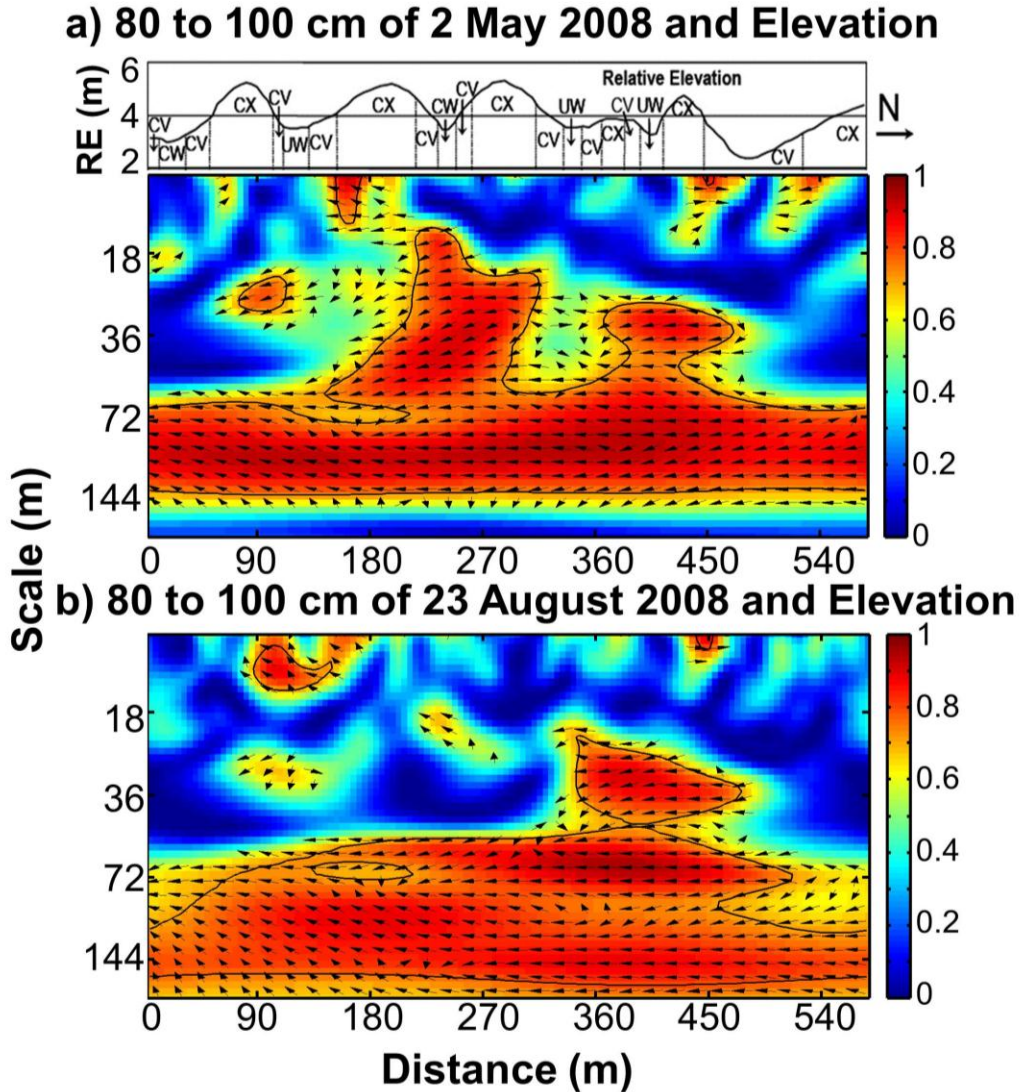 a) 80 to 100 cm of 2 May 2008 and Elevation
RE (m)
6
4
2
Relative Elevation
CV CW CV CX CV UW CV CX CV CW CV CX CV UW CV CX CV UW CX CV CX
N
Scale (m)
18
36
72
144
0 90 180 270 360 450 540
1
0.8
0.6
0.4
0.2
0
b) 80 to 100 cm of 23 August 2008 and Elevation
18
36
72
144
0 90 180 270 360 450 540
1
0.8
0.6
0.4
0.2
0
Distance (m)